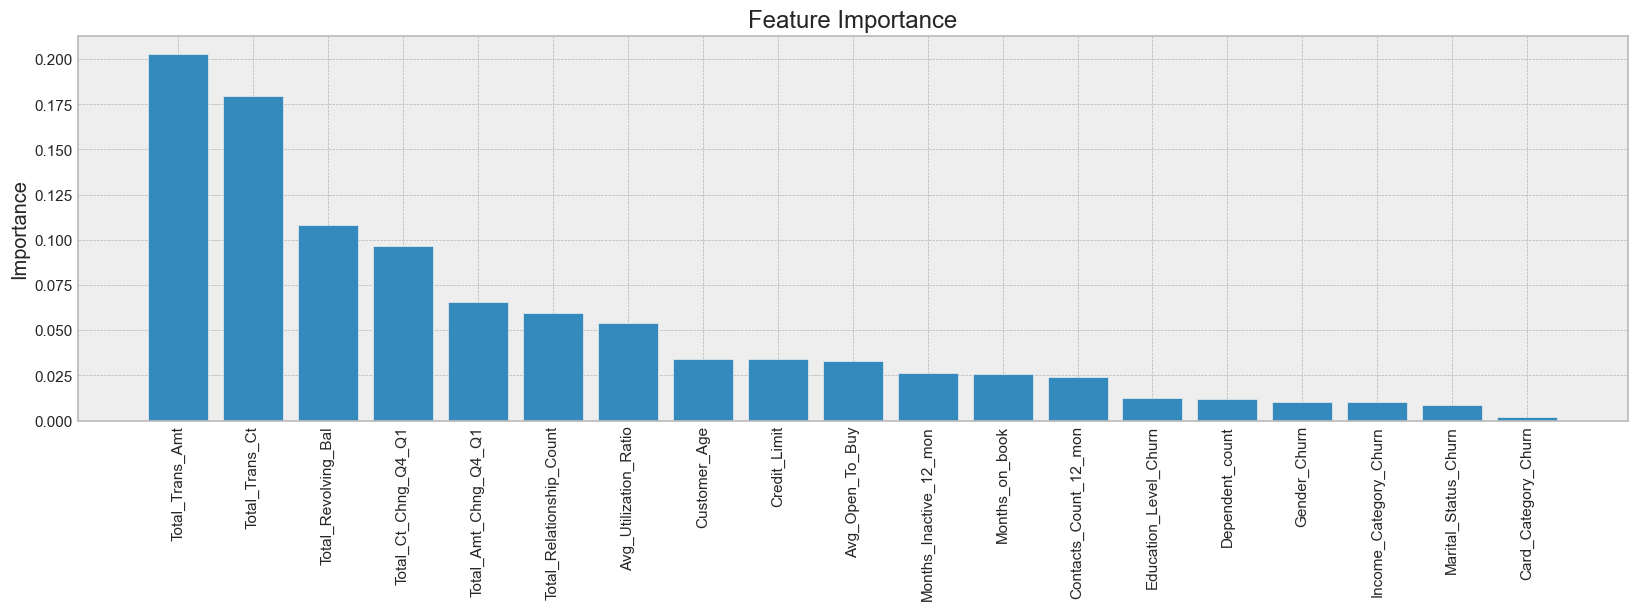 Feature Importance
Importance
0.200
0.175
0.150
0.125
0.100
0.075
0.050
0.025
0.000
Total_Trans_Amt
Total_Trans_Ct
Total_Revolving_Bal
Total_Ct_Chng_Q4_Q1
Total_Amt_Chng_Q4_Q1
Total_Relationship_Count
Avg_Utilization_Ratio
Customer_Age
Credit_Limit
Avg_Open_To_Buy
Months_Inactive_12_mon
Months_on_book
Contacts_Count_12_mon
Education_Level_Churn
Dependent_count
Gender_Churn
Income_Category_Churn
Marital_Status_Churn
Card_Category_Churn